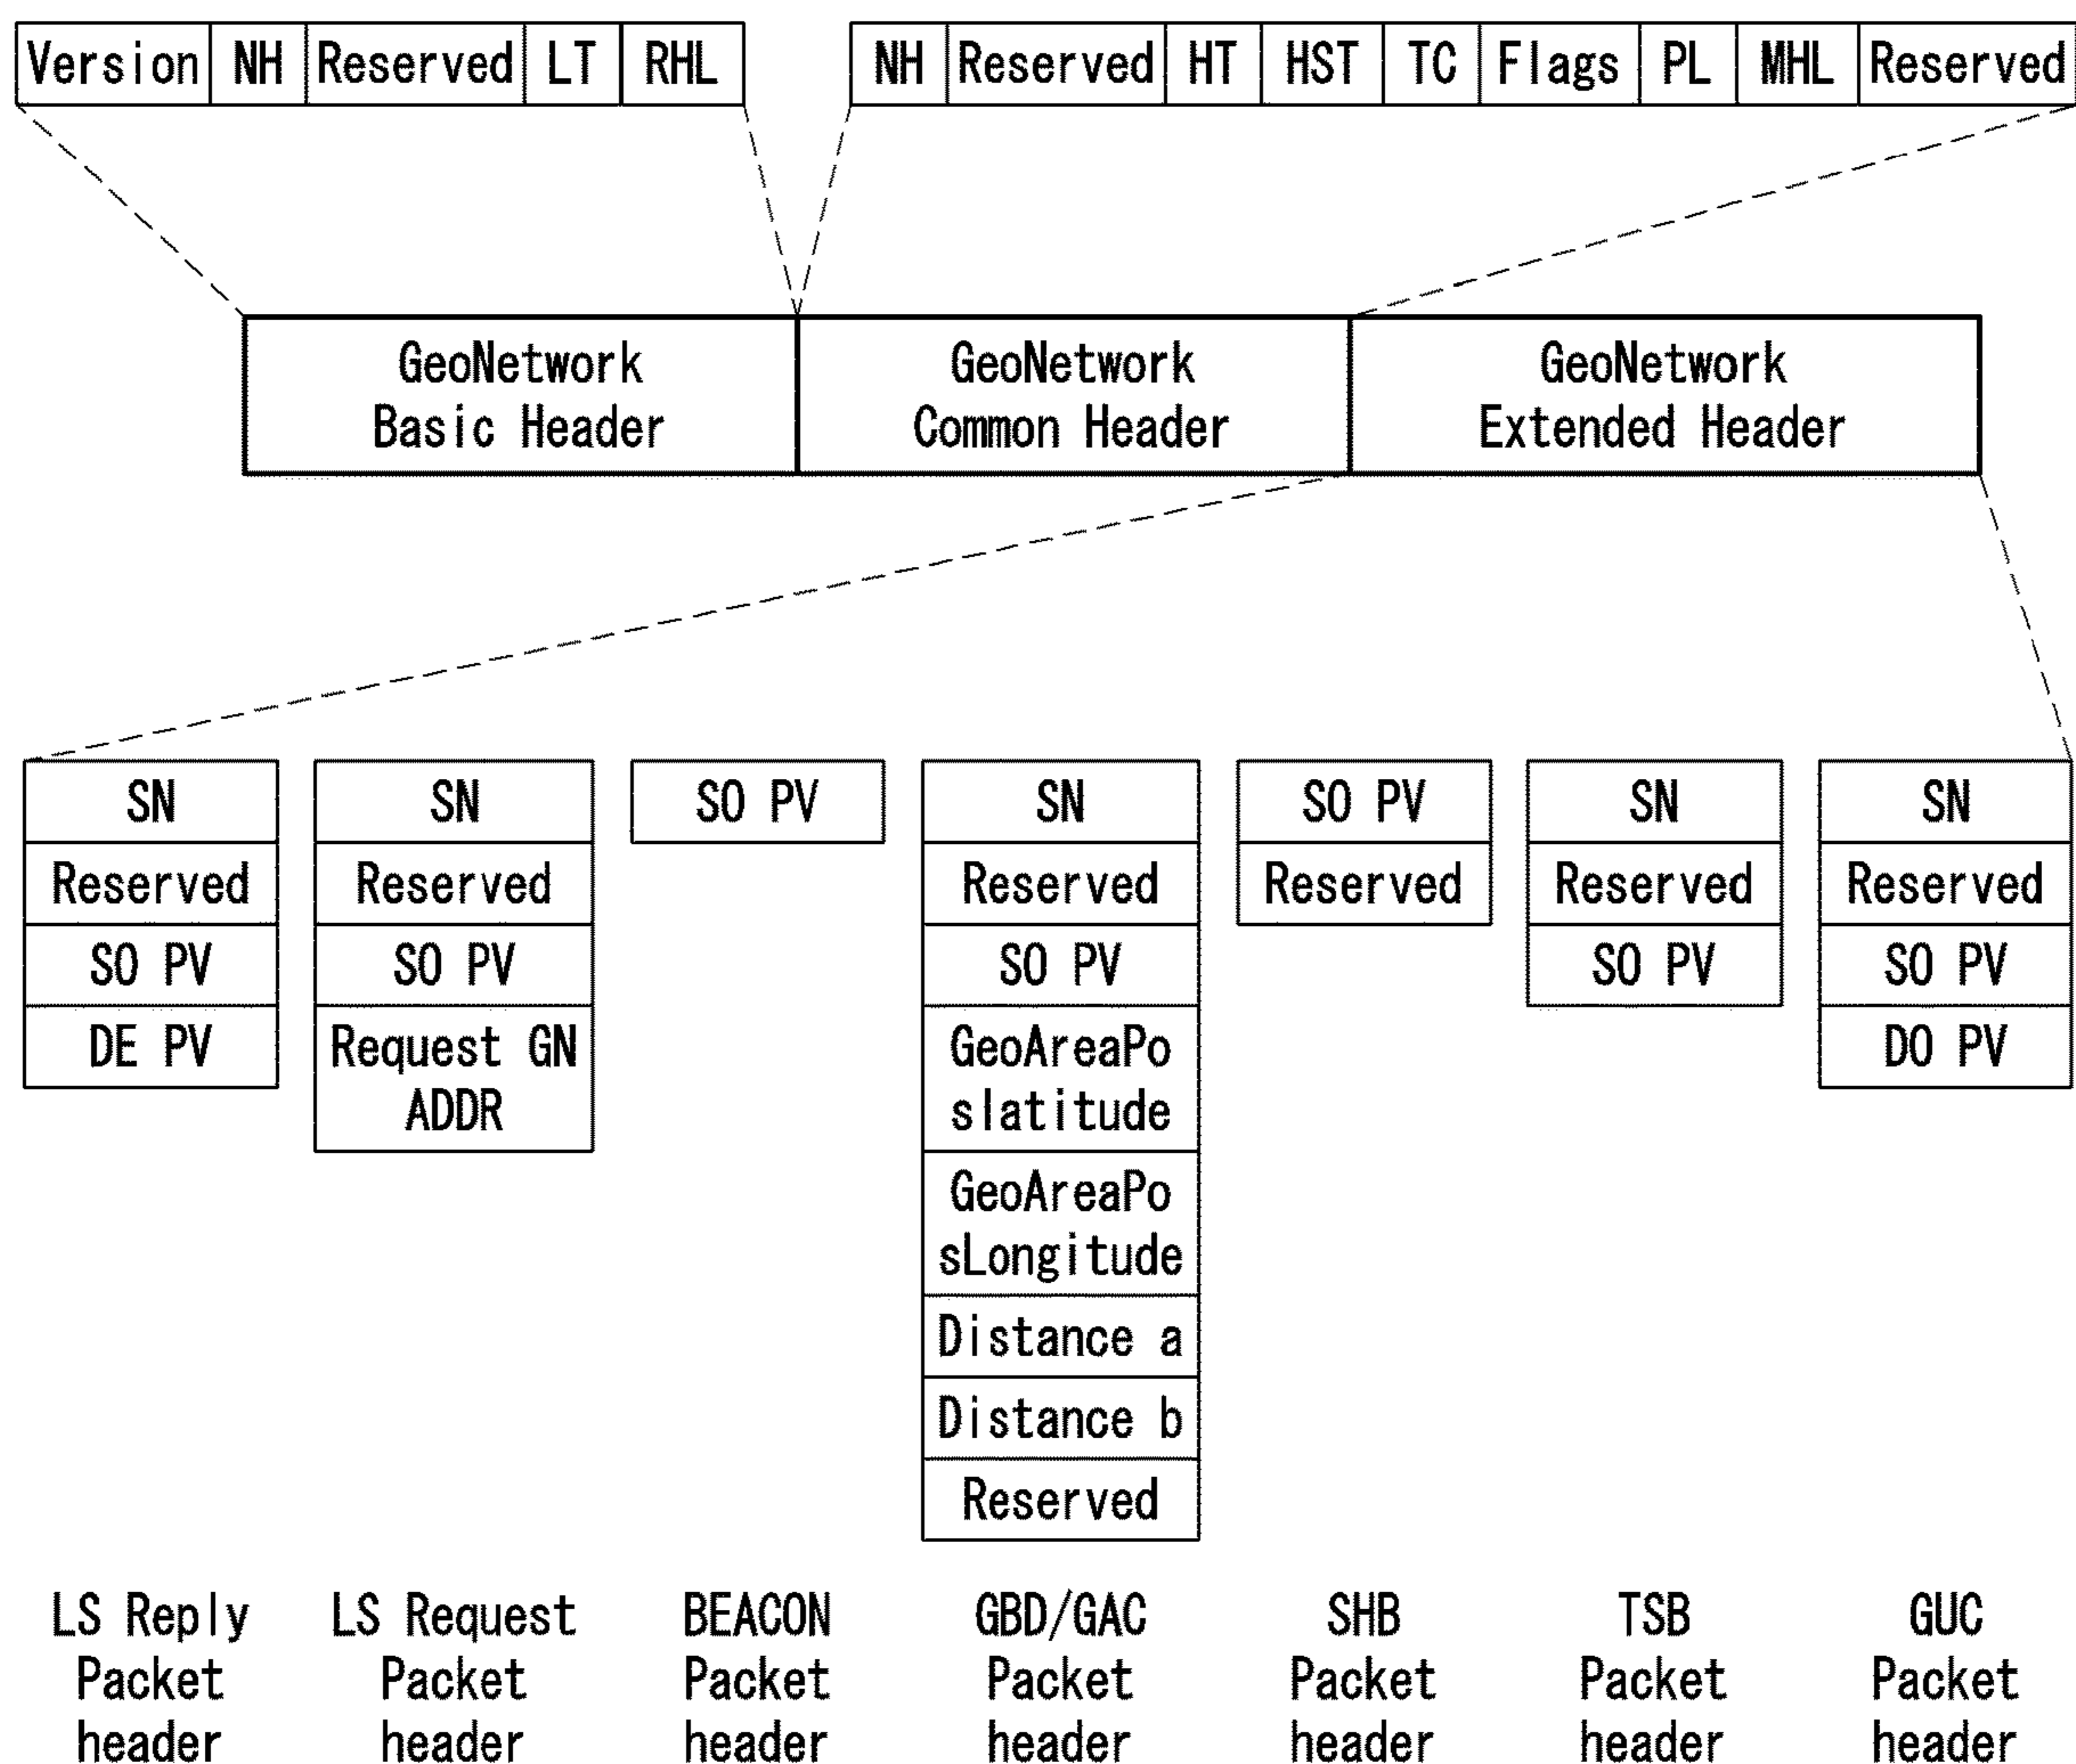 Version NH Reserved LT RHL
NH Reserved HT HST TC Flags PL MHL Reserved
GeoNetwork
Basic Header
GeoNetwork
Common Header
GeoNetwork
Extended Header
SN
Reserved
SO PV
DE PV
SN
Reserved
SO PV
Request GN
ADDR
SO PV
SN
Reserved
SO PV
GeoAreaPo
slatitude
GeoAreaPo
sLongitude
Distance a
Distance b
Reserved
SO PV
Reserved
SN
Reserved
SO PV
SN
Reserved
SO PV
DO PV
LS Reply
Packet
header
LS Request
Packet
header
BEACON
Packet
header
GBD/GAC
Packet
header
SHB
Packet
header
TSB
Packet
header
GUC
Packet
header